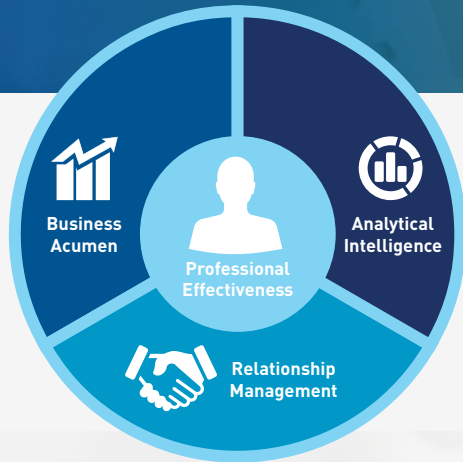 Business
Acumen
Analytical
Intelligence
Professional
Effectiveness
Relationship
Management